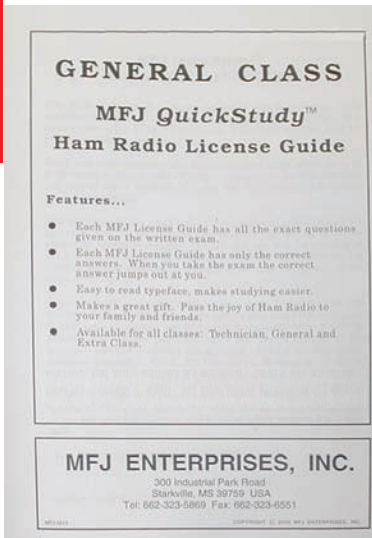 GENERAL CLASS
MFJ QuickStudy™
Ham Radio License Guide
Features...
● Each MFJ License Guide has all the exact questions
given on the written exam.
● Each MFJ License Guide has only the correct
answers. When you take the exam the correct
answer jumps out at you.
● Easy to read typeface, makes studying easier.
● Makes a great gift. Pass the joy of Ham Radio to
your family and friends.
● Available for all classes: Technician, General and
Extra Class.
MFJ ENTERPRISES, INC.
300 Industrial Park Road
Starkville, MS 39759 USA
Tel: 662-323-5869 Fax: 662-323-6551
COPYRIGHT © MFJ ENTERPRISES, INC.